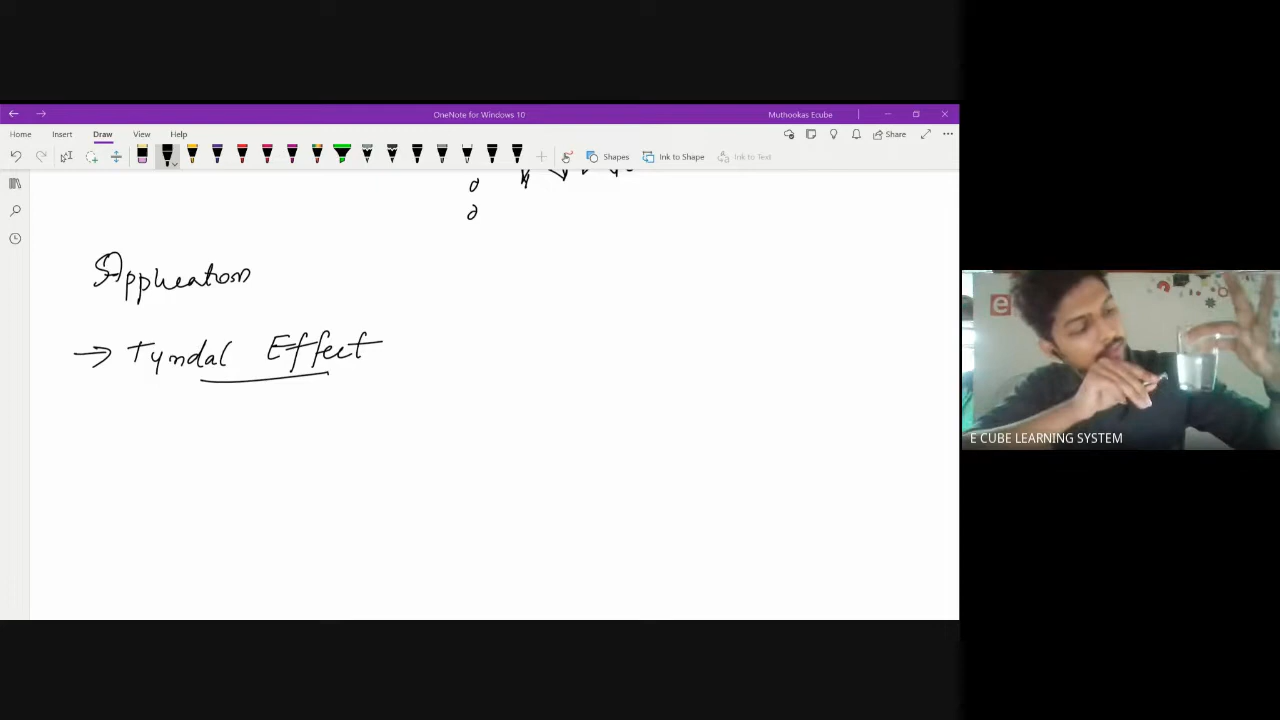 OneNote for Windows 10
Muthookas Ecube
Home Insert Draw View Help
Share
Shapes
Ink to Shape
Ink to Text
Application
→ Tyndal Effect
e
E CUBE LEARNING SYSTEM